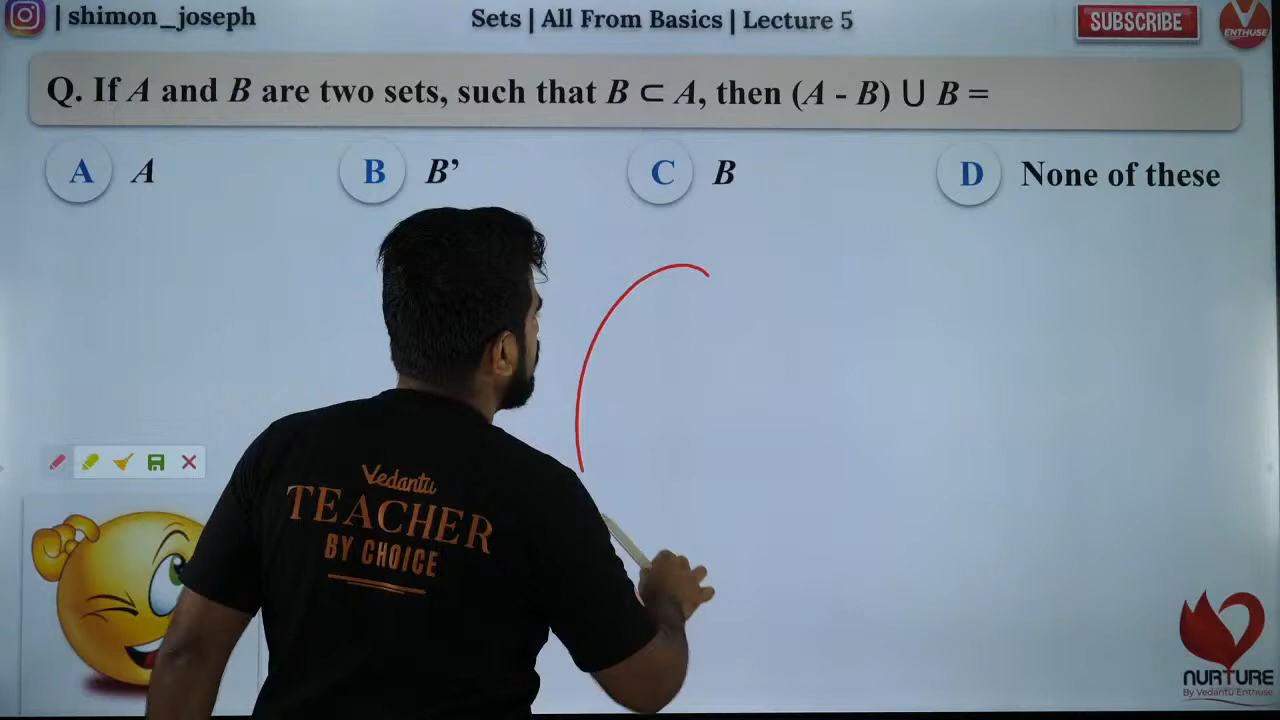 | shimon_joseph
Sets | All From Basics | Lecture 5
SUBSCRIBE
ENTHUSE
Q. If A and B are two sets, such that B ⊂ A, then (A - B) ∪ B =
A A
B B’
C B
D None of these
Vedantu
TEACHER
BY CHOICE
NURTURE
By Vedantu Enthuse